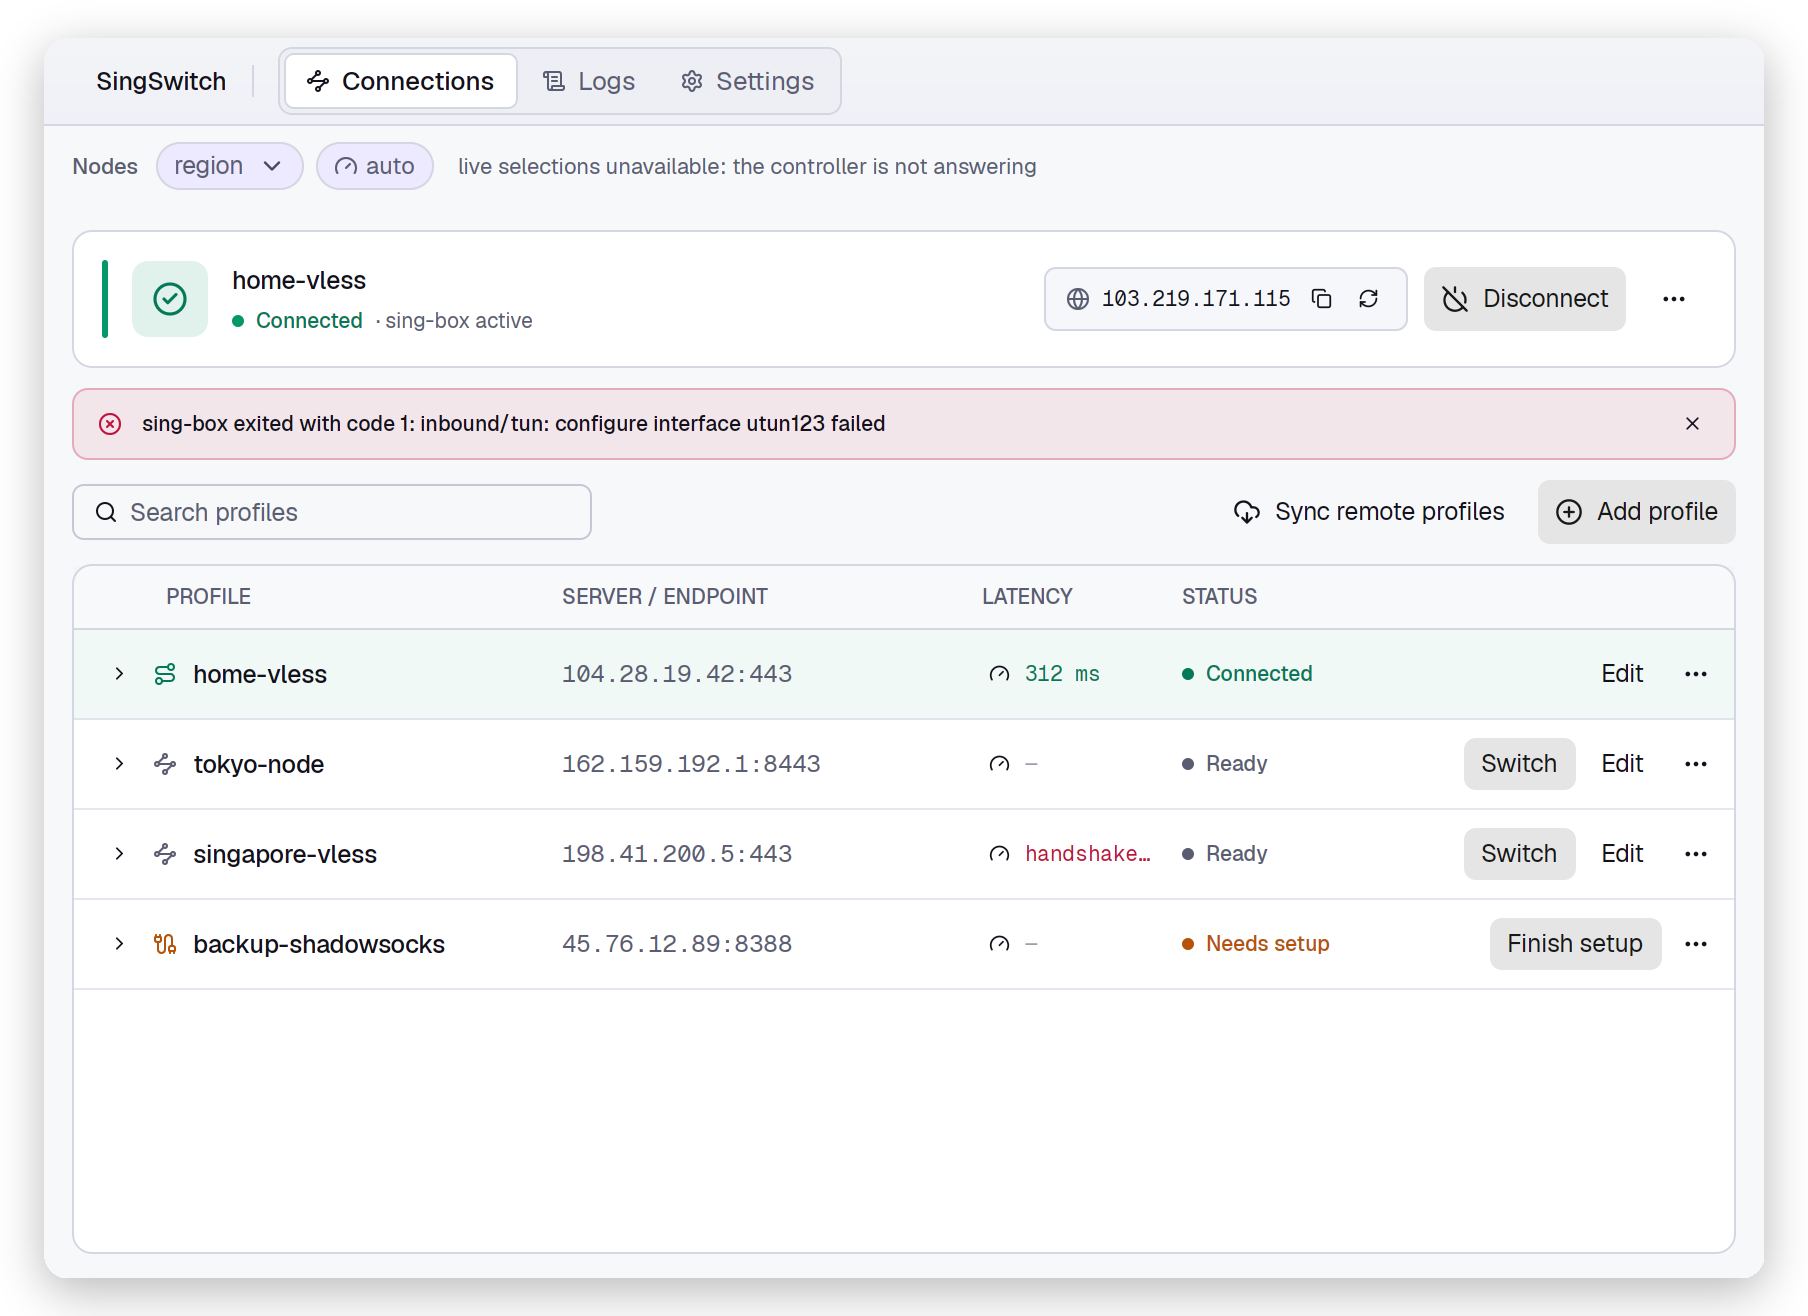 SingSwitch Connections Logs Settings
Nodes region auto live selections unavailable: the controller is not answering
home-vless
Connected · sing-box active
103.219.171.115 Disconnect
sing-box exited with code 1: inbound/tun: configure interface utun123 failed
Search profiles Sync remote profiles Add profile
PROFILE SERVER / ENDPOINT LATENCY STATUS
home-vless 104.28.19.42:443 312 ms Connected Edit
tokyo-node 162.159.192.1:8443 – Ready Switch Edit
singapore-vless 198.41.200.5:443 handshake… Ready Switch Edit
backup-shadowsocks 45.76.12.89:8388 – Needs setup Finish setup